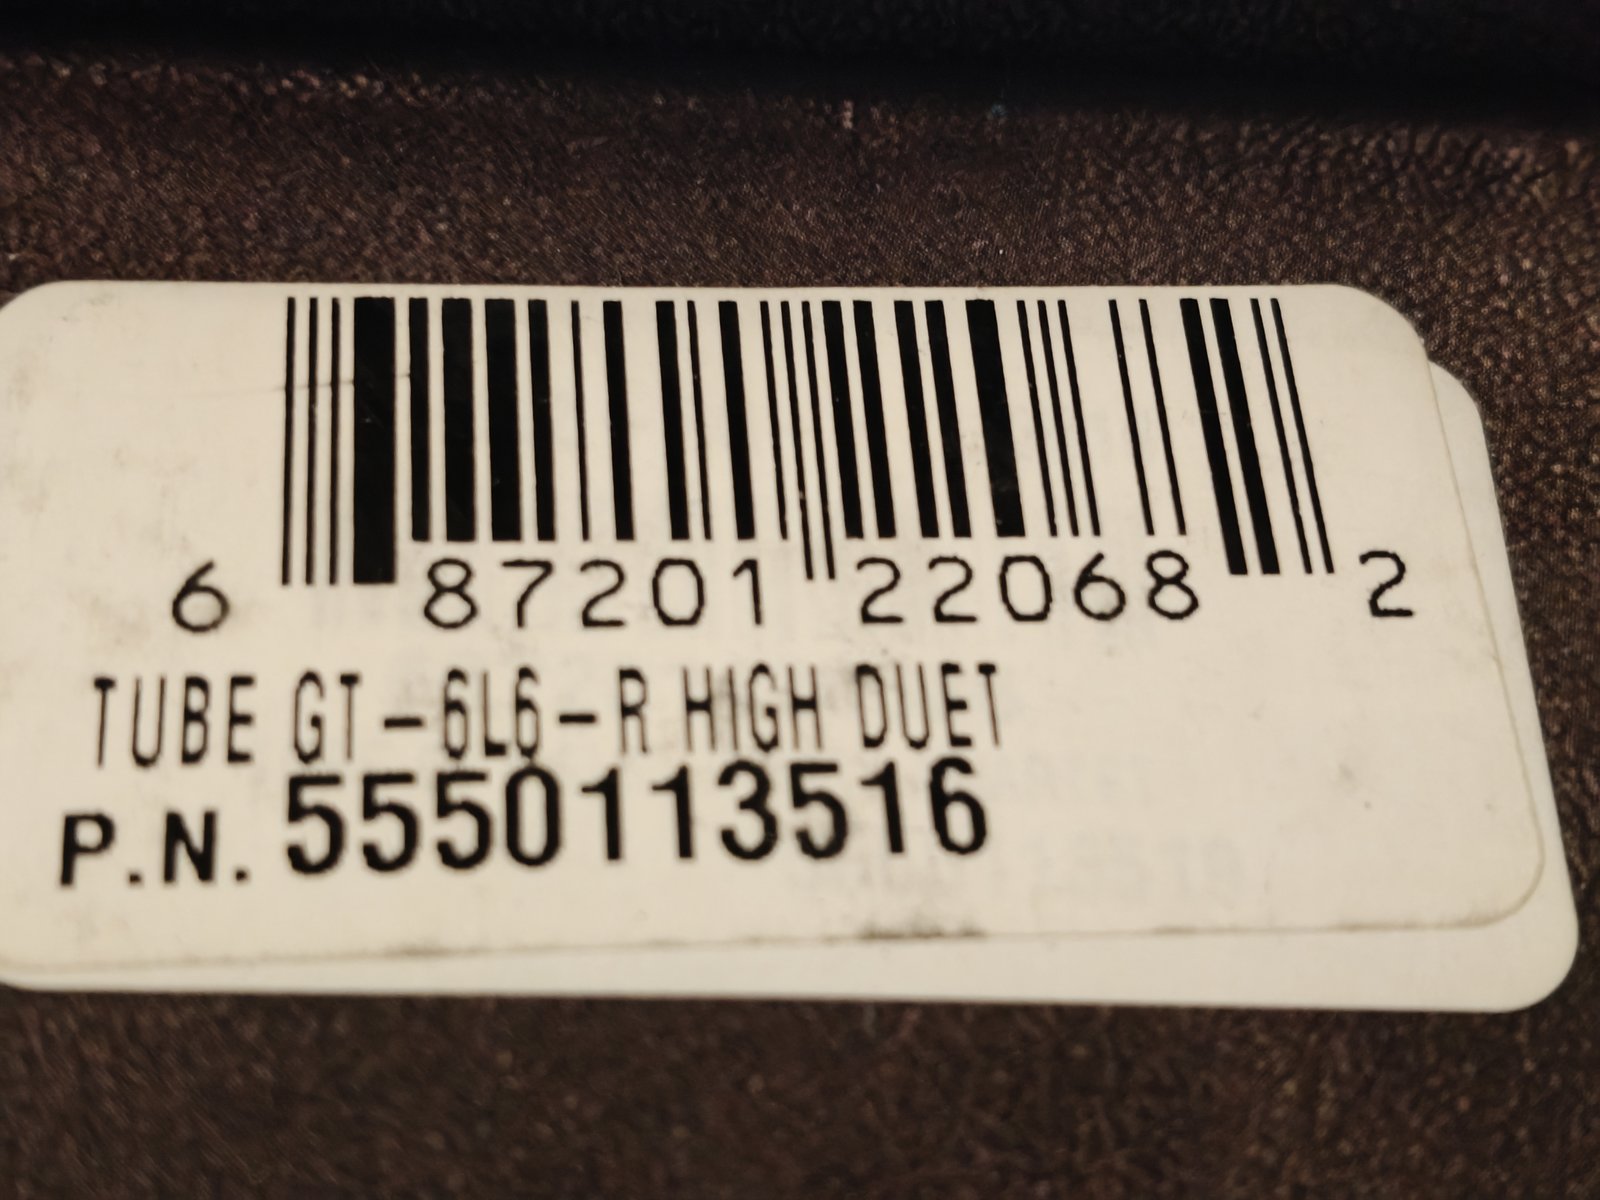 6 87201 22068 2
TUBE GT-6L6-R HIGH DUET
P.N. 5550113516